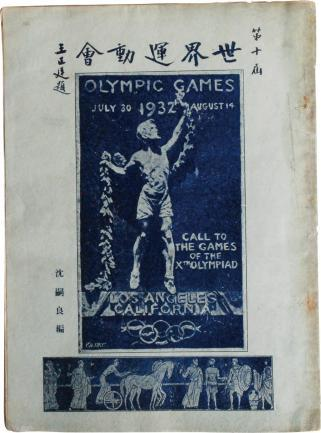 第十屆
世界運動會
王正廷題
OLYMPIC GAMES
JULY 30 1932 AUGUST 14
CALL TO
THE GAMES
OF THE
XTH OLYMPIAD
LOS ANGELES
CALIFORNIA
沈嗣良編